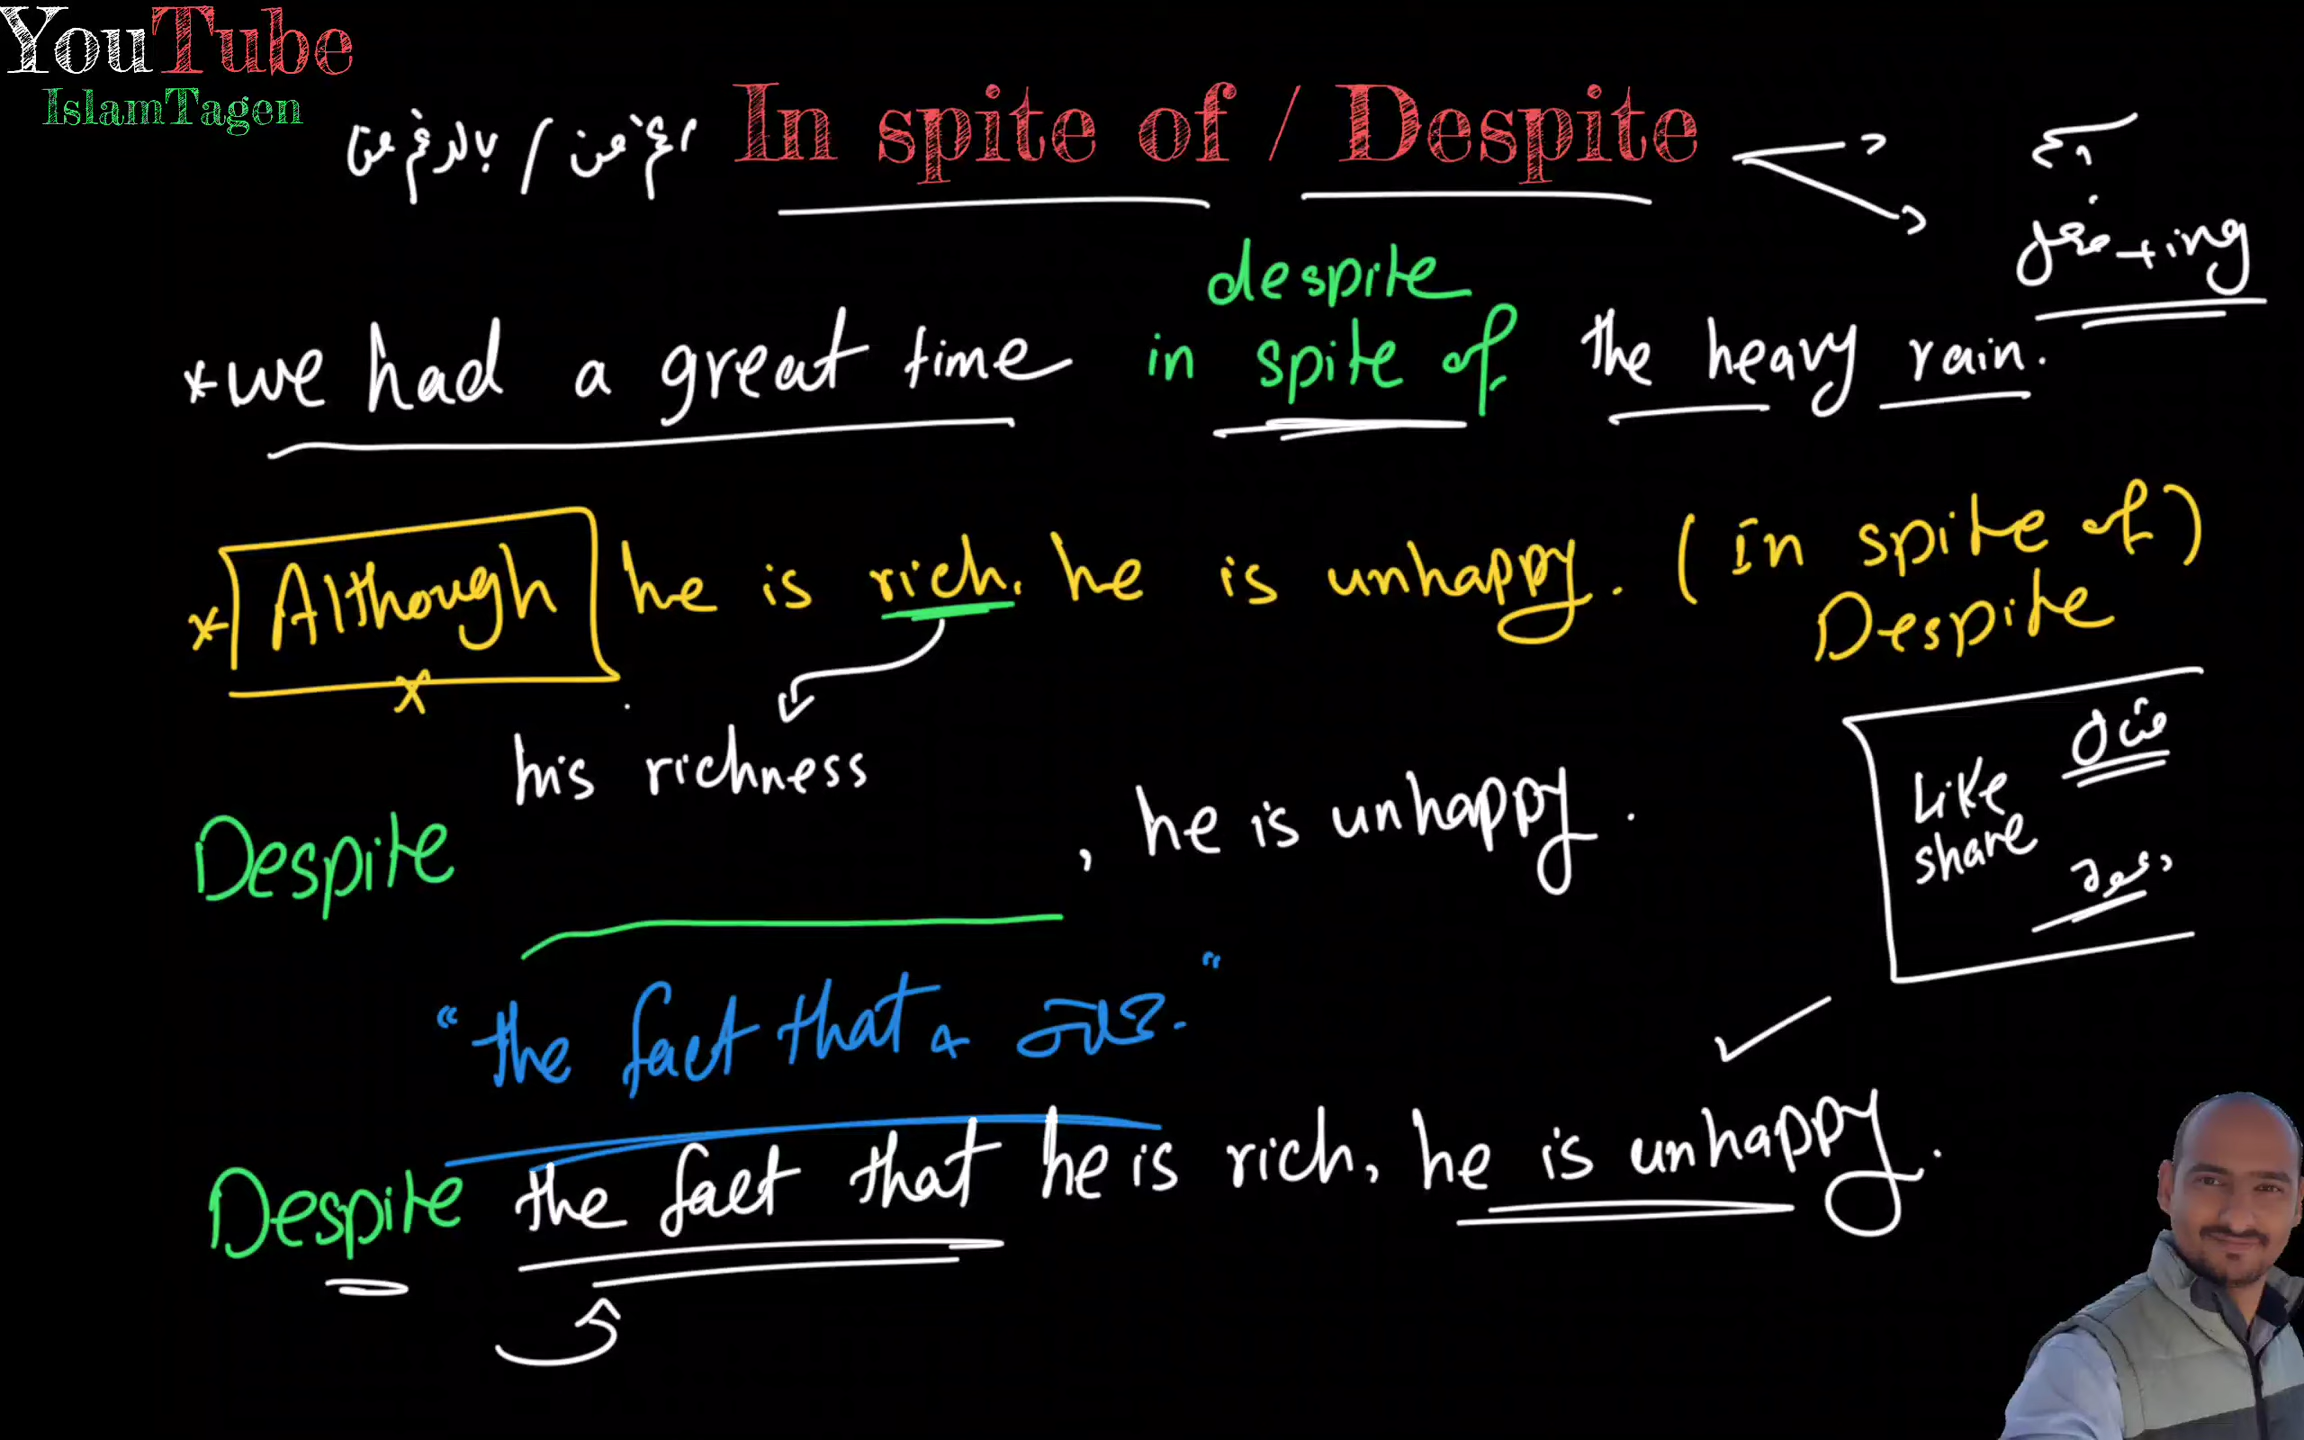 YouTube
IslamTagen
In spite of / Despite
رغم من / بالرغم من
اسم
فعل + ing
despite
*we had a great time in spite of the heavy rain.
* Although he is rich, he is unhappy. (In spite of)
Despite
his richness
Despite , he is unhappy.
Like
share
"the fact that + جملة"
Despite the fact that he is rich, he is unhappy.